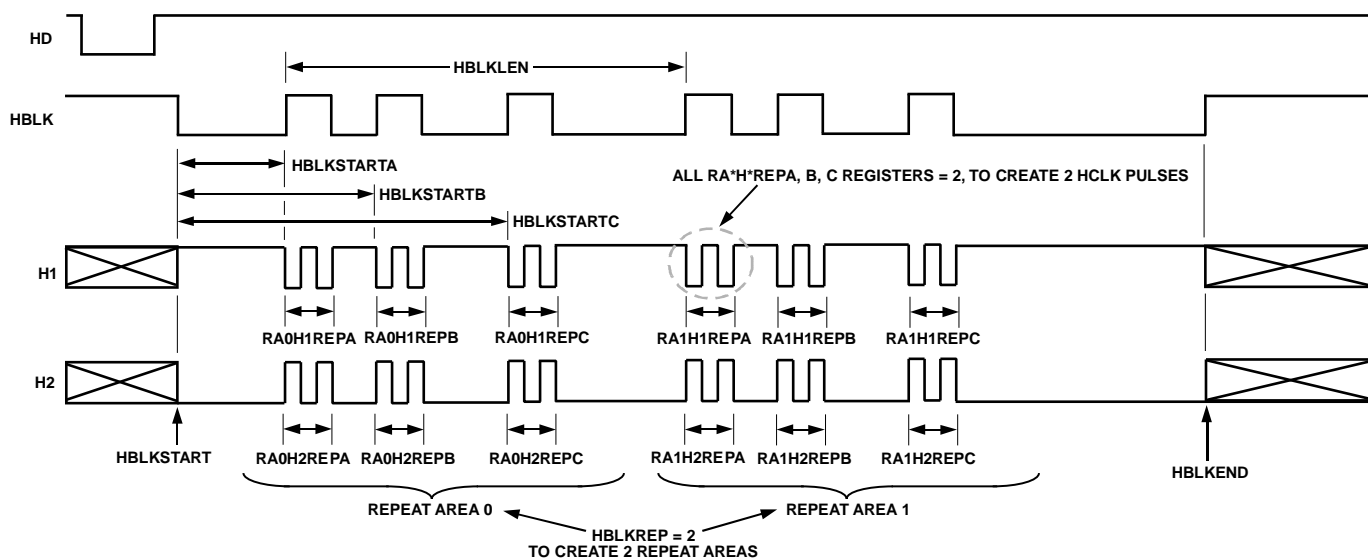 HD
HBLKLEN
HBLK
HBLKSTARTA
ALL RA*H*REPA, B, C REGISTERS = 2, TO CREATE 2 HCLK PULSES
HBLKSTARTB
HBLKSTARTC
H1
RA0H1REPA RA0H1REPB RA0H1REPC RA1H1REPA RA1H1REPB RA1H1REPC
H2
HBLKSTART
RA0H2REPA RA0H2REPB RA0H2REPC RA1H2REPA RA1H2REPB RA1H2REPC
HBLKEND
REPEAT AREA 0 REPEAT AREA 1
HBLKREP = 2
TO CREATE 2 REPEAT AREAS